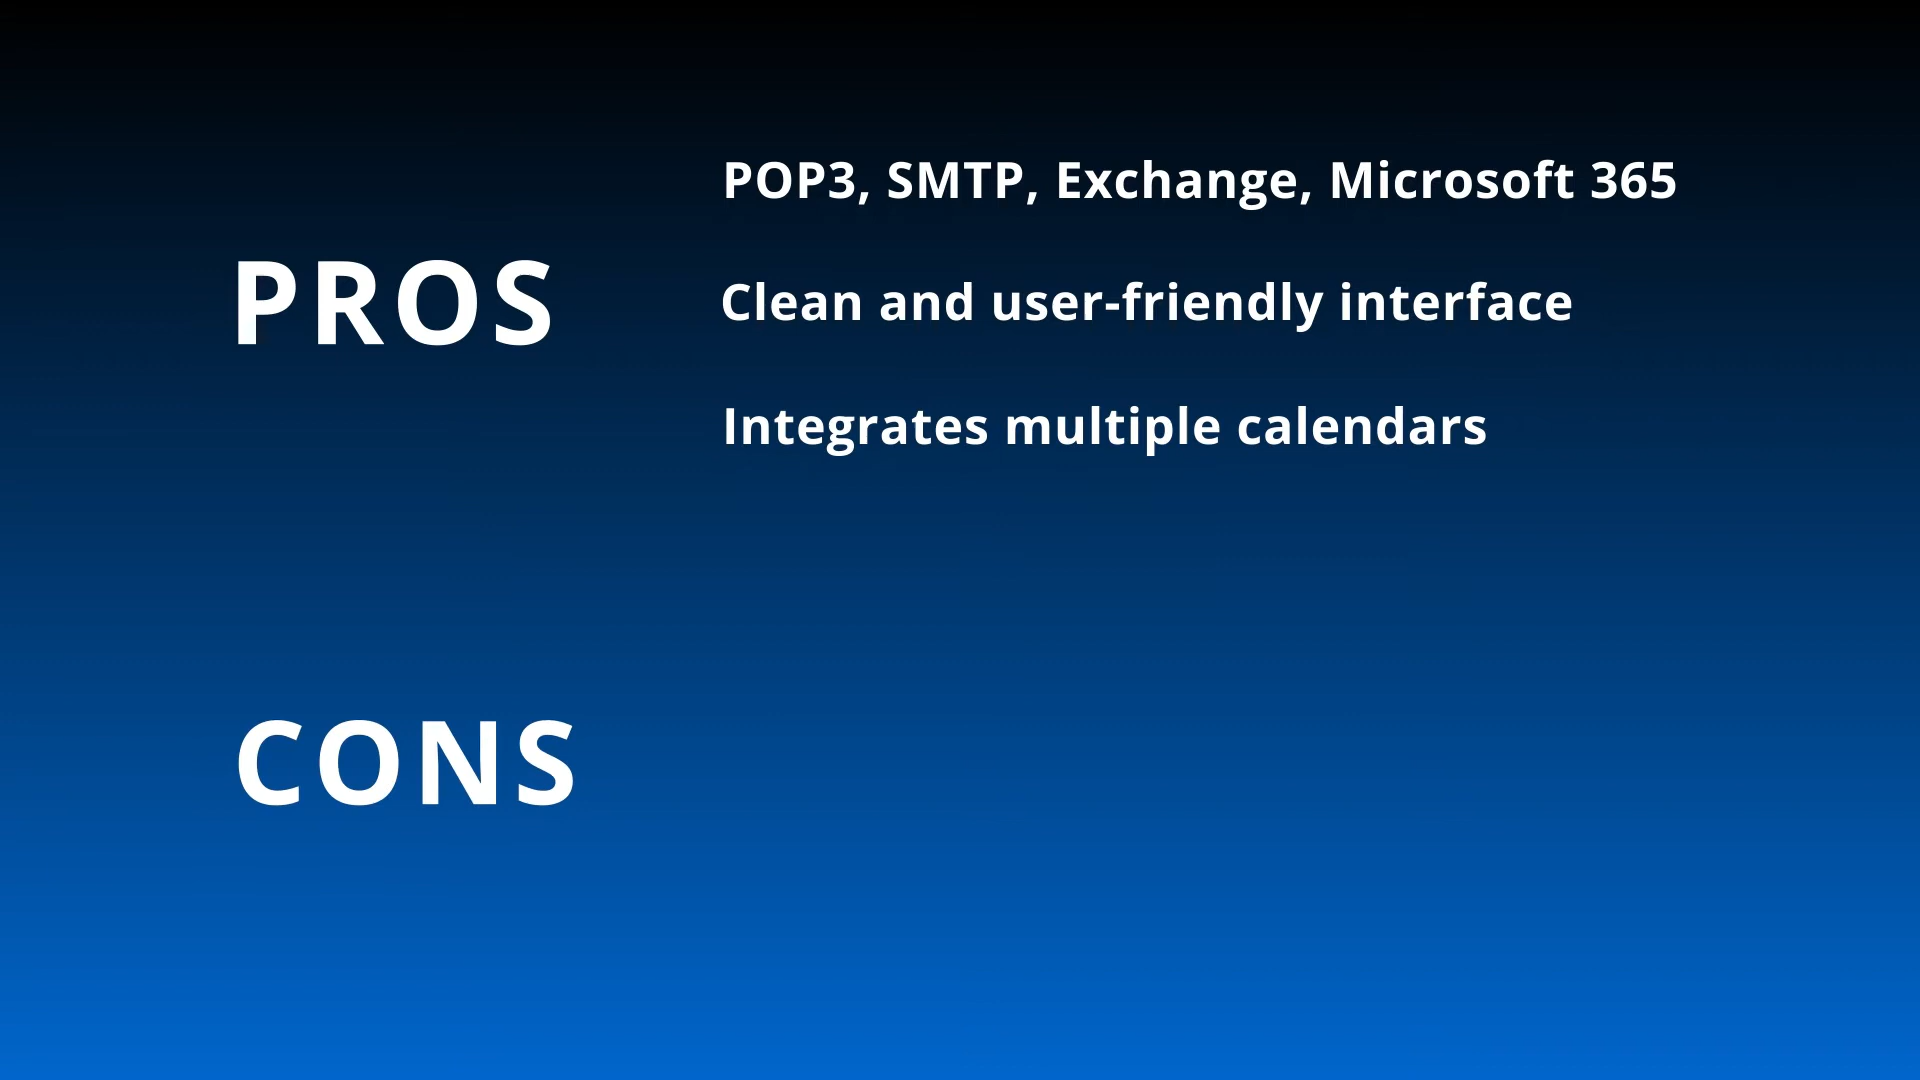 PROS
POP3, SMTP, Exchange, Microsoft 365
Clean and user-friendly interface
Integrates multiple calendars
CONS